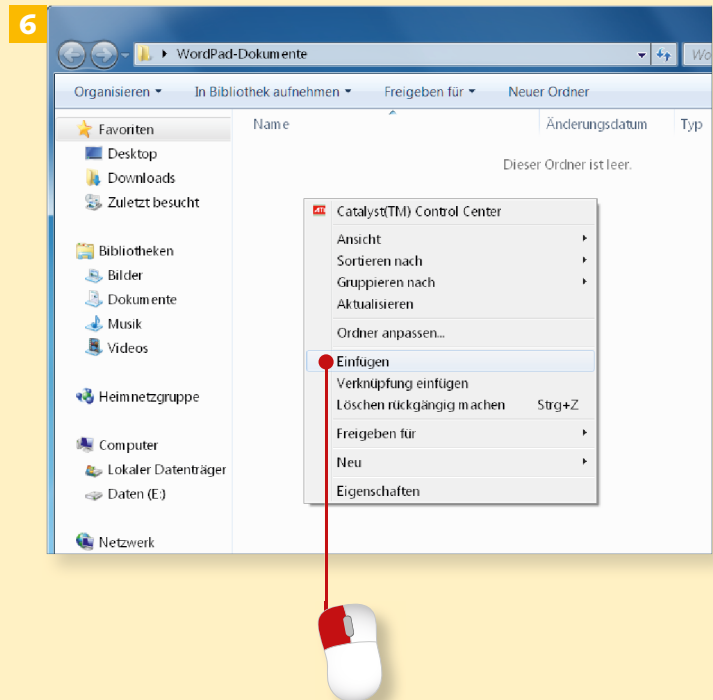 6
WordPad-Dokumente
Wo
Organisieren In Bibliothek aufnehmen Freigeben für Neuer Ordner
Name Änderungsdatum Typ
Dieser Ordner ist leer.
Favoriten
Desktop
Downloads
Zuletzt besucht
Bibliotheken
Bilder
Dokumente
Musik
Videos
Heimnetzgruppe
Computer
Lokaler Datenträger
Daten (E:)
Netzwerk
ATI Catalyst(TM) Control Center
Ansicht
Sortieren nach
Gruppieren nach
Aktualisieren
Ordner anpassen...
Einfügen
Verknüpfung einfügen
Löschen rückgängig machen Strg+Z
Freigeben für
Neu
Eigenschaften